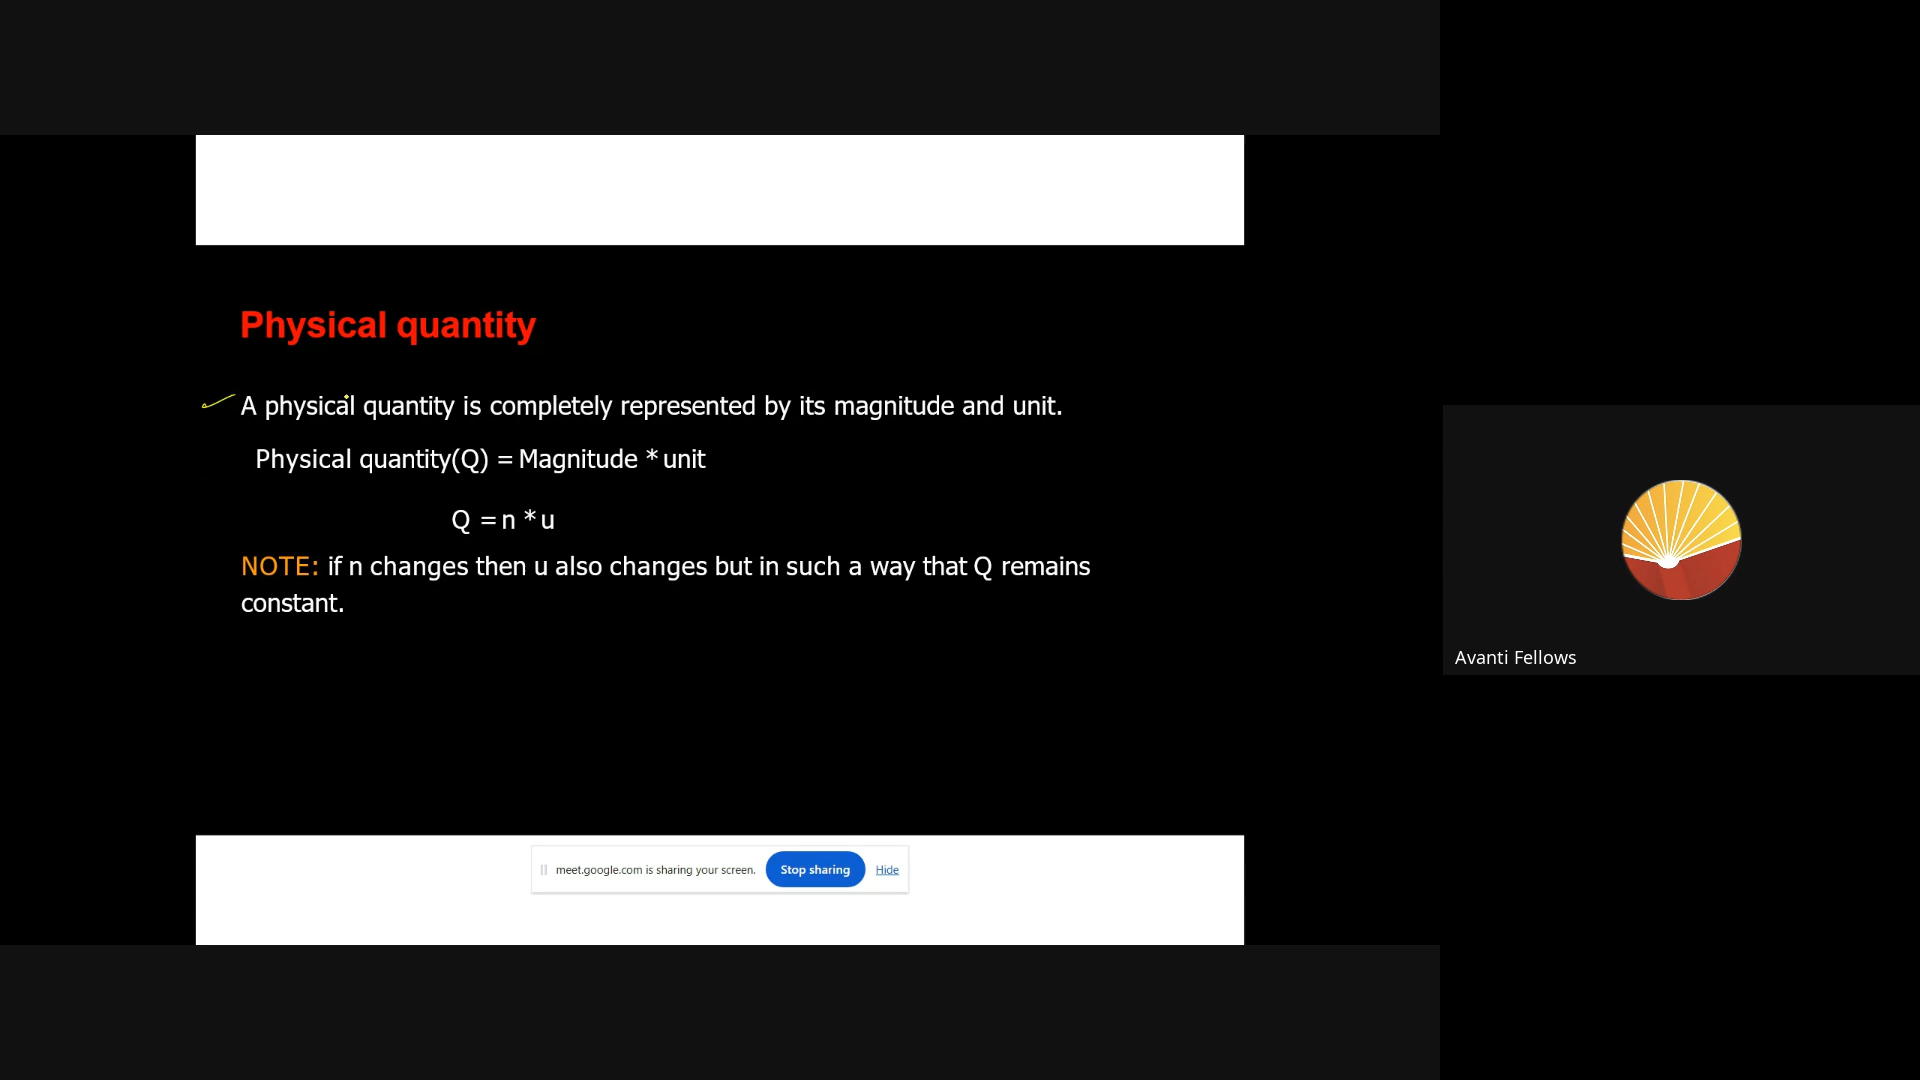 Physical quantity
A physical quantity is completely represented by its magnitude and unit.
Physical quantity(Q) = Magnitude * unit
Q = n * u
NOTE: if n changes then u also changes but in such a way that Q remains
constant.
Avanti Fellows
meet.google.com is sharing your screen. Stop sharing Hide